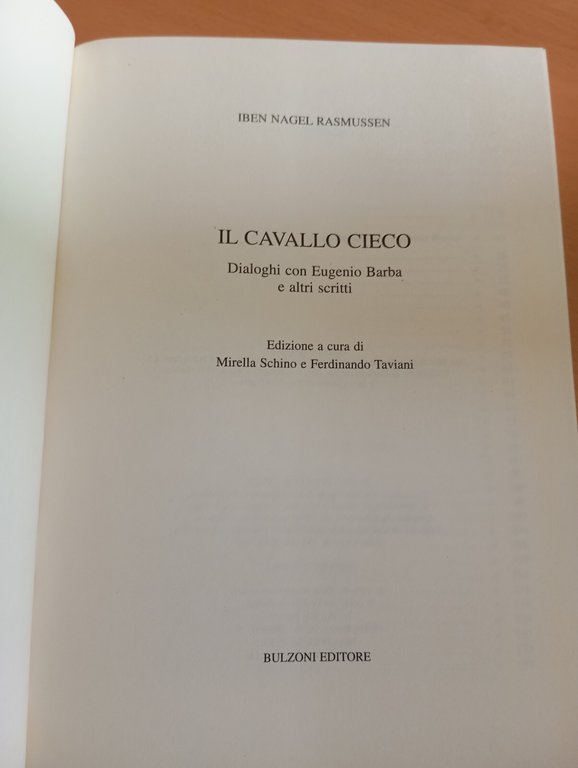 IBEN NAGEL RASMUSSEN
IL CAVALLO CIECO
Dialoghi con Eugenio Barba
e altri scritti
Edizione a cura di
Mirella Schino e Ferdinando Taviani
BULZONI EDITORE